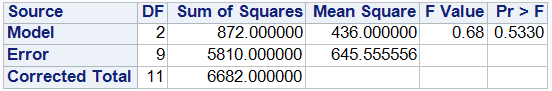 Source DF Sum of Squares Mean Square F Value Pr > F
Model 2 872.000000 436.000000 0.68 0.5330
Error 9 5810.000000 645.555556
Corrected Total 11 6682.000000